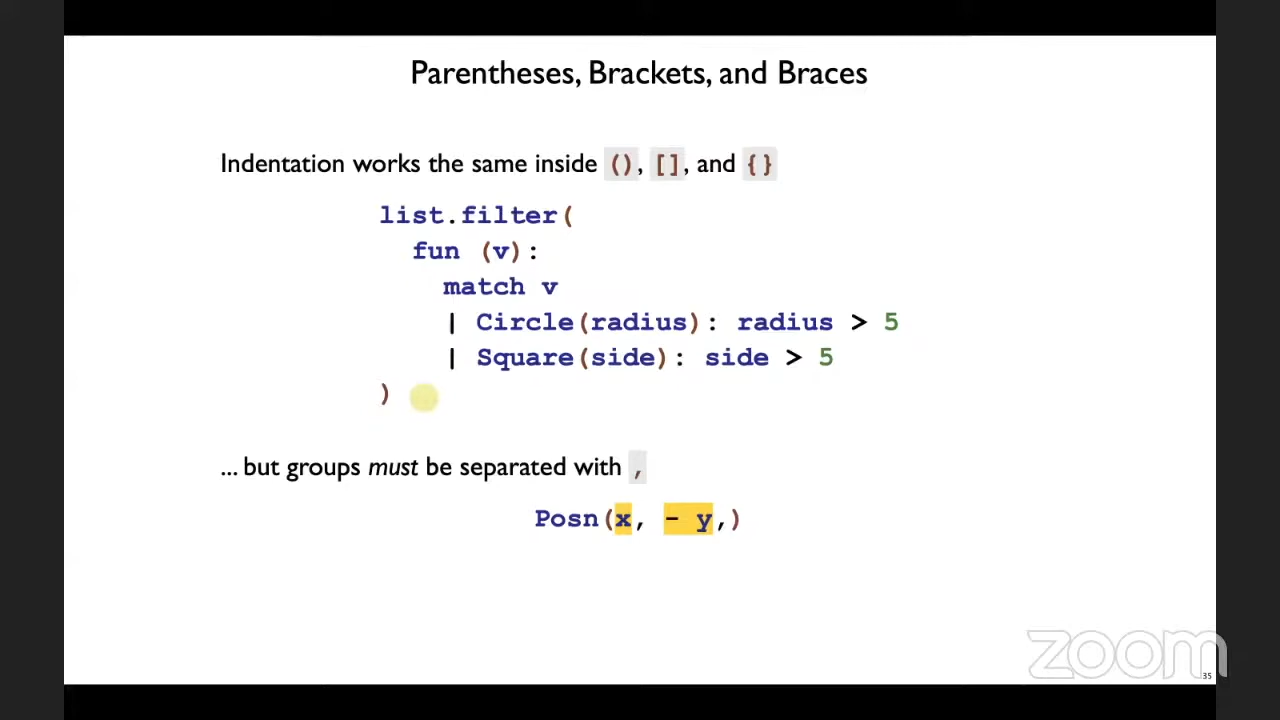 Parentheses, Brackets, and Braces
Indentation works the same inside (), [], and {}
list.filter(
  fun (v):
    match v
    | Circle(radius): radius > 5
    | Square(side): side > 5
)
... but groups must be separated with ,
Posn(x, - y,)
zoom
35